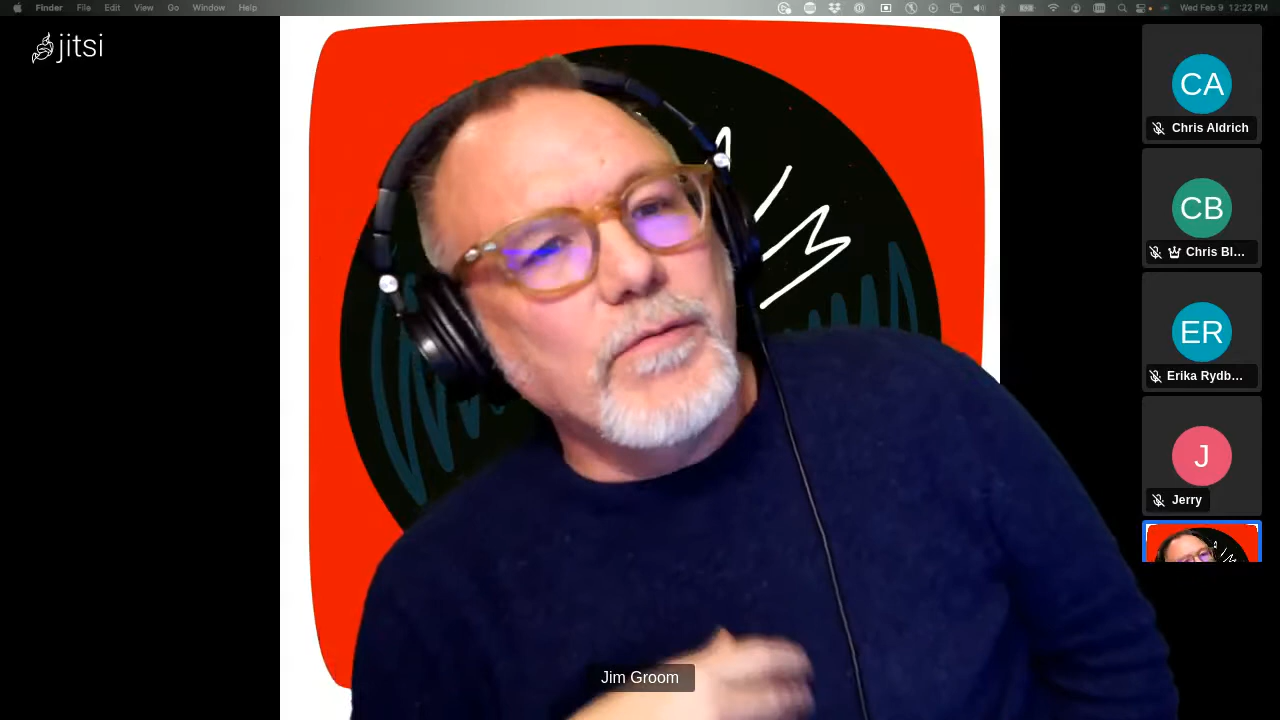 Finder File Edit View Go Window Help
Wed Feb 9 12:22 PM
jitsi
CA
Chris Aldrich
CB
Chris Bl...
ER
Erika Rydb...
J
Jerry
Jim Groom